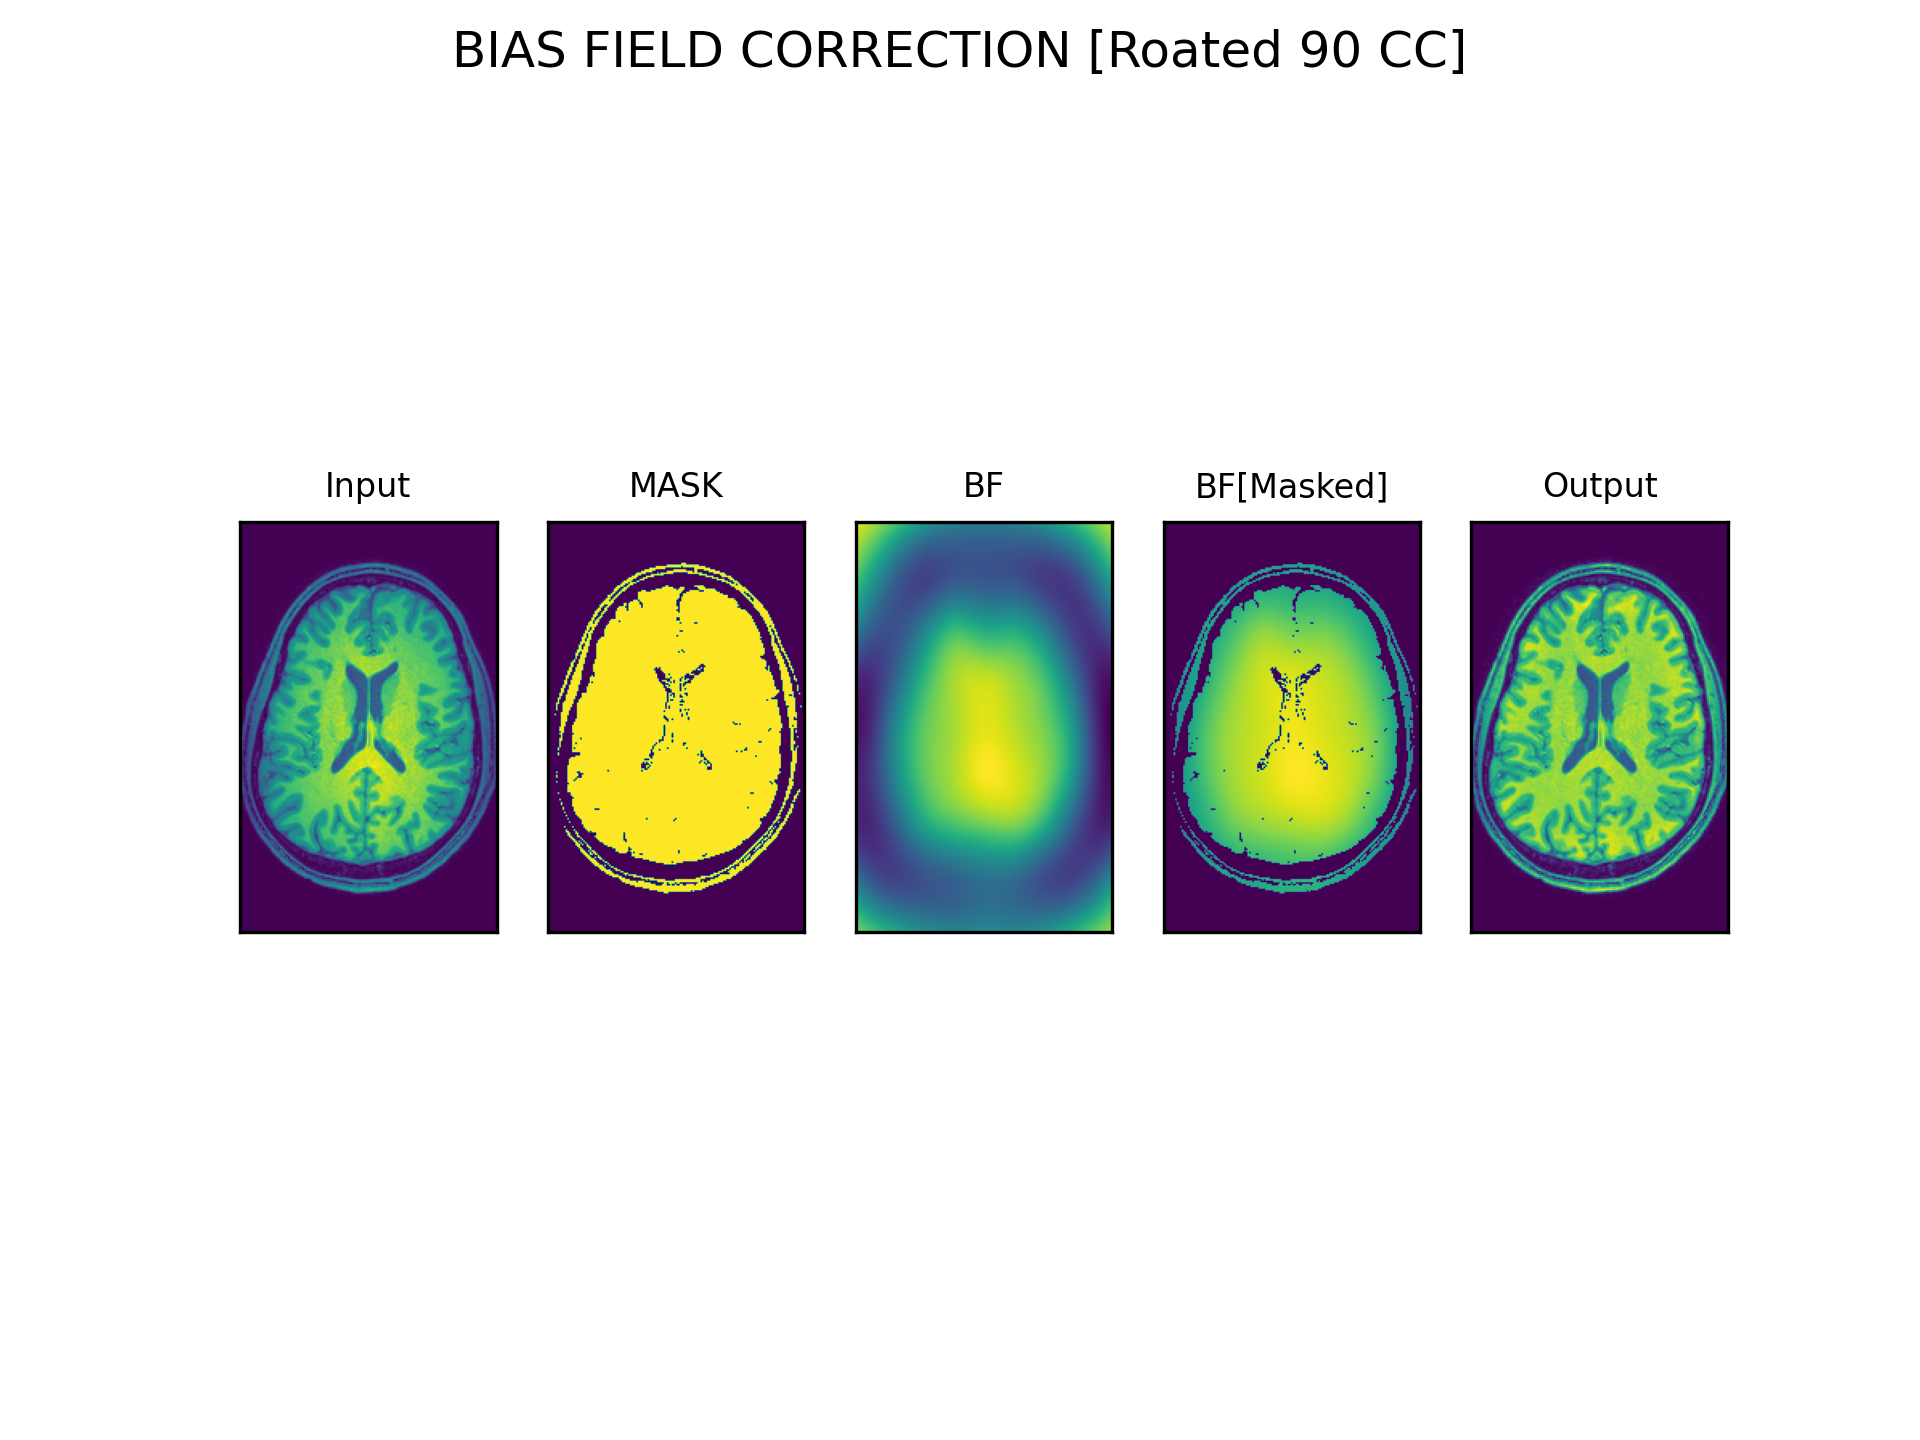 BIAS FIELD CORRECTION [Roated 90 CC]
Input
MASK
BF
BF[Masked]
Output